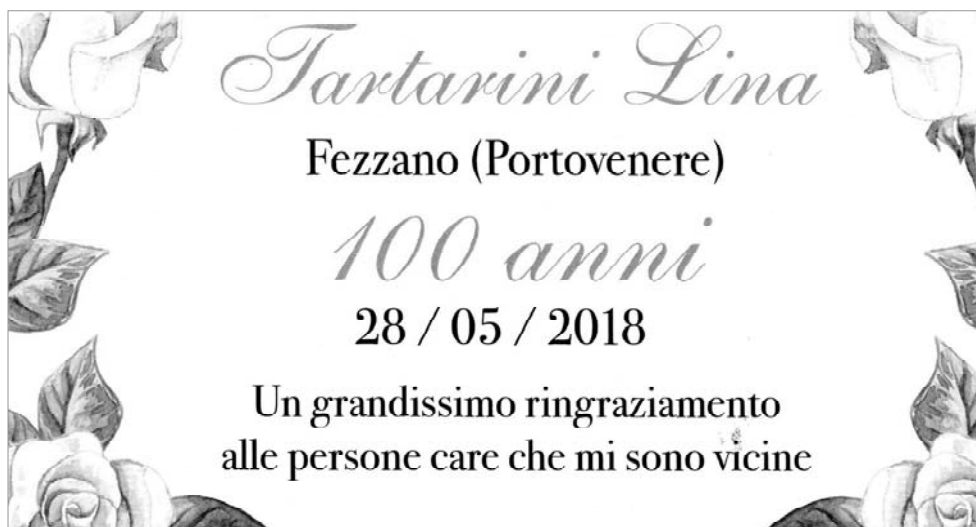 Tartarini Lina
Fezzano (Portovenere)
100 anni
28 / 05 / 2018
Un grandissimo ringraziamento
alle persone care che mi sono vicine